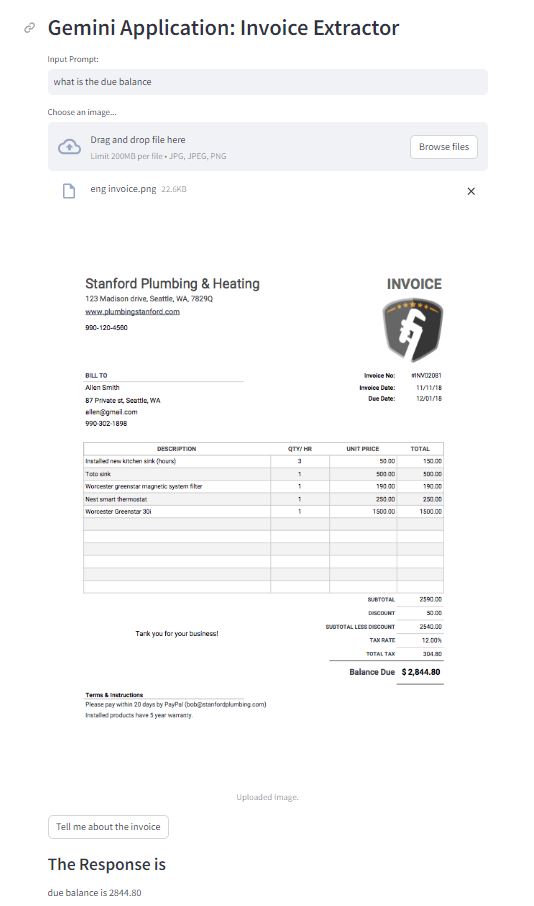 Gemini Application: Invoice Extractor
Input Prompt:
what is the due balance
Choose an image...
Drag and drop file here
Limit 200MB per file • JPG, JPEG, PNG
Browse files
eng invoice.png 22.6KB
Stanford Plumbing & Heating
INVOICE
123 Madison drive, Seattle, WA, 7829Q
www.plumbingstanford.com
990-120-4560
BILL TO
Allen Smith
87 Private st, Seattle, WA
allen@gmail.com
990-302-1898
Invoice No: #INV02081
Invoice Date: 11/11/18
Due Date: 12/01/18
DESCRIPTION QTY/ HR UNIT PRICE TOTAL
Installed new kitchen sink (hours) 3 50.00 150.00
Toto sink 1 500.00 500.00
Worcester greenstar magnetic system filter 1 190.00 190.00
Nest smart thermostat 1 250.00 250.00
Worcester Greenstar 30i 1 1500.00 1500.00
SUBTOTAL 2590.00
DISCOUNT 50.00
SUBTOTAL LESS DISCOUNT 2540.00
TAX RATE 12.00%
TOTAL TAX 304.80
Balance Due $ 2,844.80
Tank you for your business!
Terms & Instructions
Please pay within 20 days by PayPal (bob@stanfordplumbing.com)
Installed products have 5 year warranty.
Uploaded Image.
Tell me about the invoice
The Response is
due balance is 2844.80